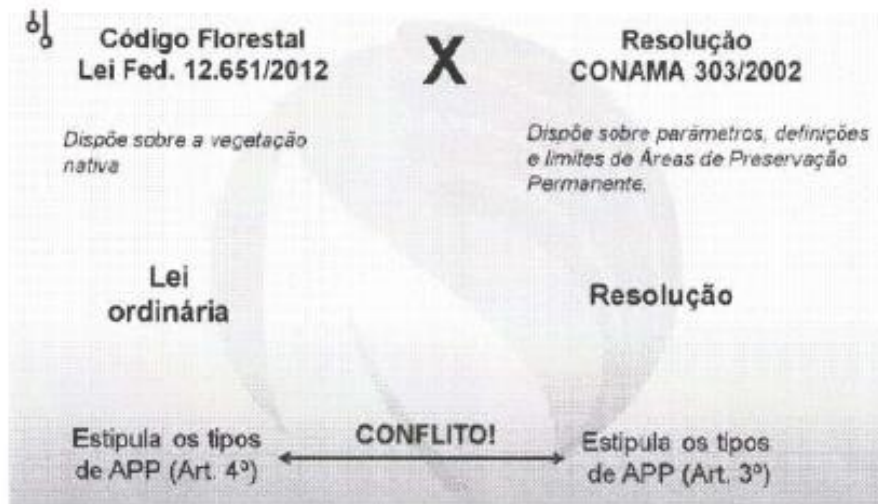 Código Florestal
Lei Fed. 12.651/2012
X
Resolução
CONAMA 303/2002
Dispõe sobre a vegetação
nativa
Dispõe sobre parâmetros, definições
e limites de Áreas de Preservação
Permanente.
Lei
ordinária
Resolução
Estipula os tipos
de APP (Art. 4º)
CONFLITO!
Estipula os tipos
de APP (Art. 3º)